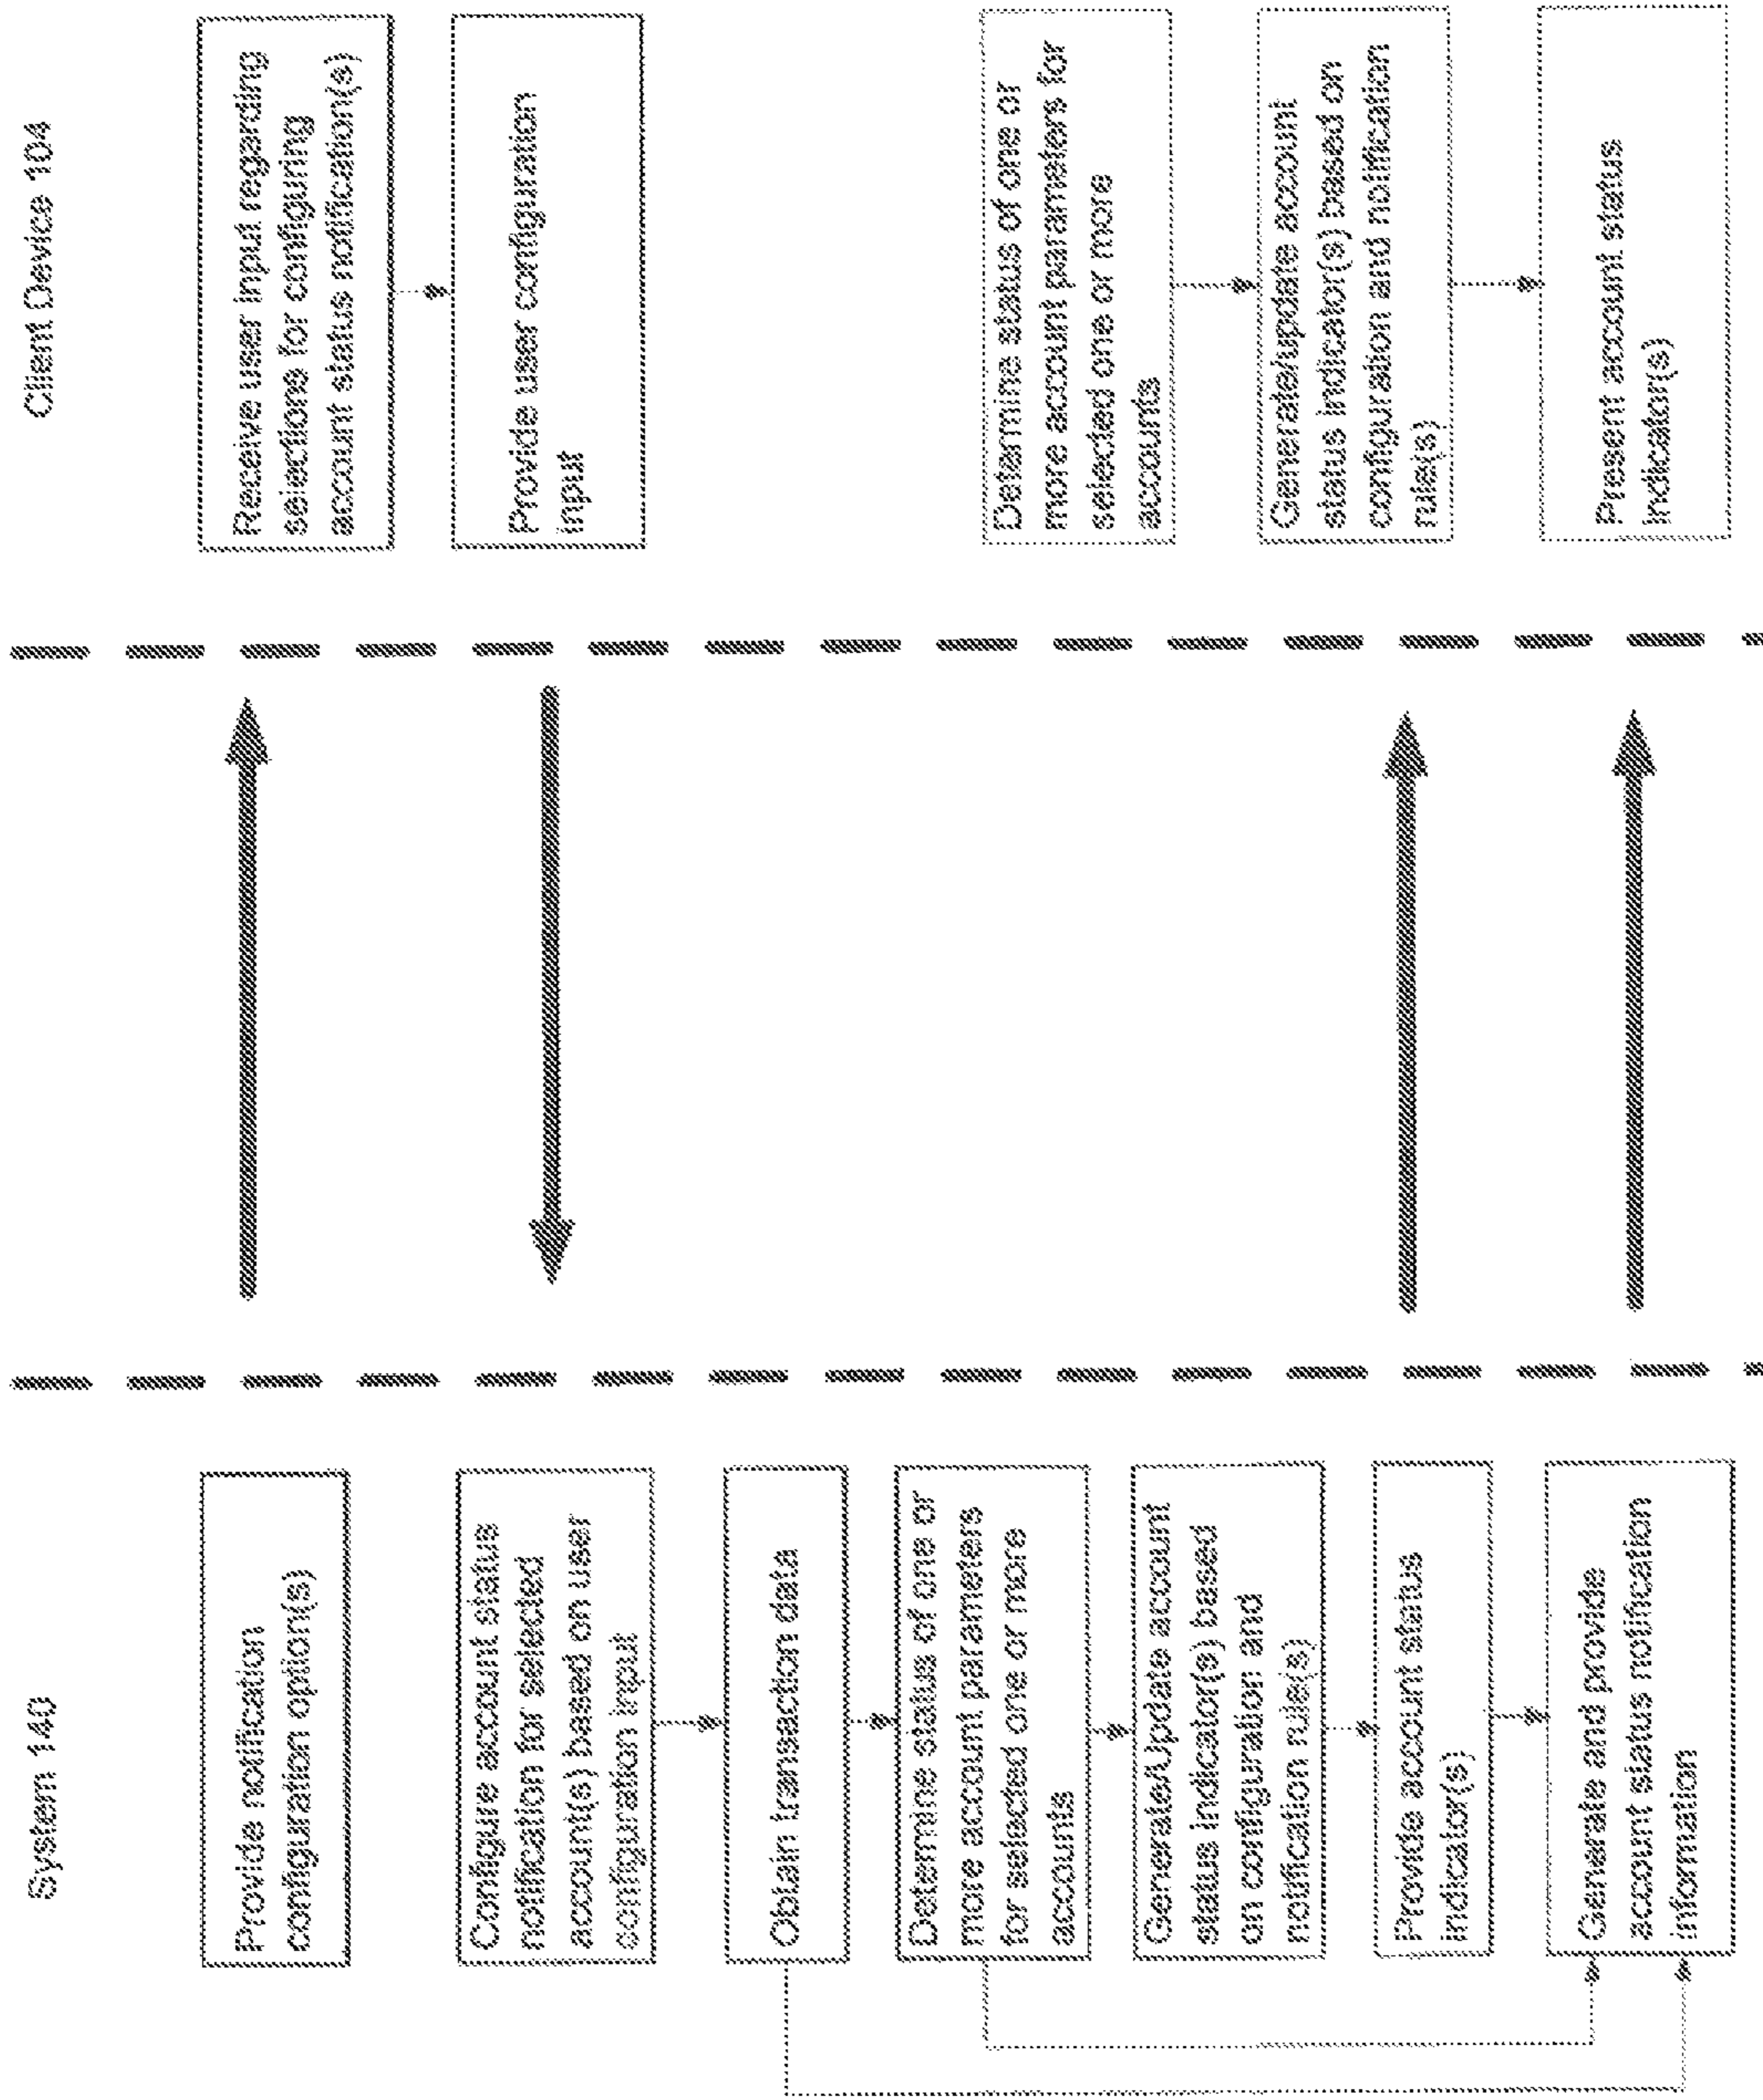 System 140
Provide notification
configuration option(s)
Configure account status
notification for selected
account(s) based on user
configuration input
Obtain transaction data
Determine status of one or
more account parameters
for selected one or more
accounts
Generate/Update account
status indicator(s) based
on configuration and
notification rule(s)
Provide account status
indicator(s)
Generate and provide
account status notification
information
Client Device 104
Receive user input regarding
selections for configuring
account status notification(s)
Provide user configuration
input
Determine status of one or
more account parameters for
selected one or more
accounts
Generate/update account
status indicator(s) based on
configuration and notification
rule(s)
Present account status
indicator(s)